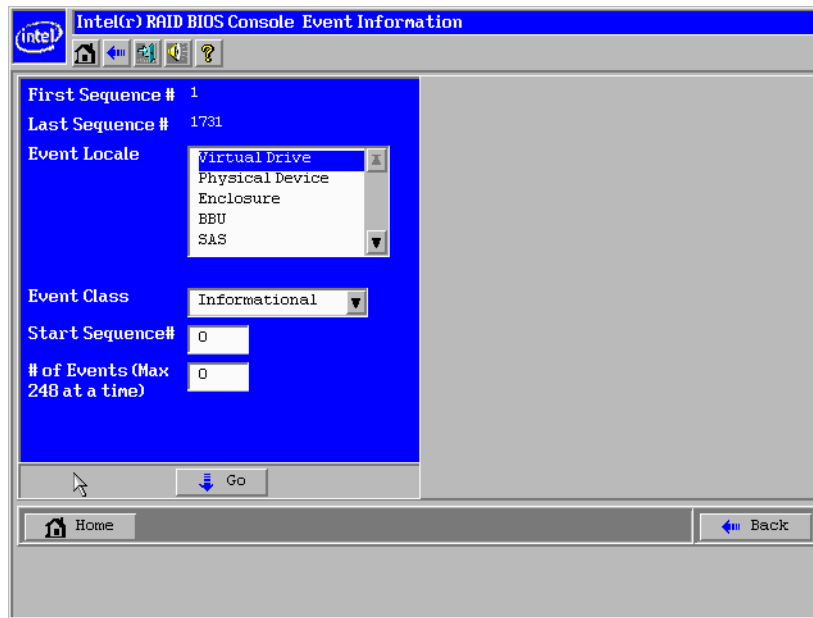 Intel(r) RAID BIOS Console Event Information
intel
?
First Sequence # 1
Last Sequence # 1731
Event Locale
Virtual Drive
Physical Device
Enclosure
BBU
SAS
Event Class Informational
Start Sequence# 0
# of Events (Max 248 at a time) 0
Go
Home
Back